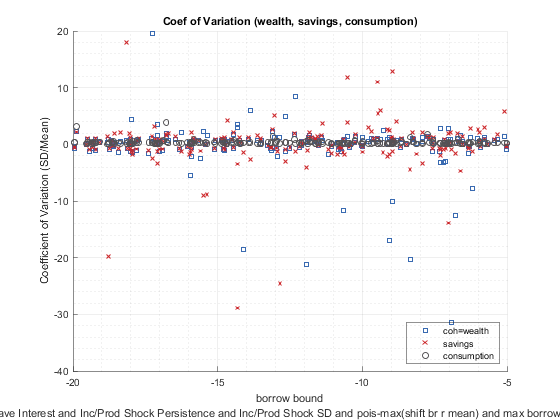 Coef of Variation (wealth, savings, consumption)
20
10
0
-10
-20
-30
-40
Coefficient of Variation (SD/Mean)
coh=wealth
savings
consumption
-20
-15
-10
-5
borrow bound
ave Interest and Inc/Prod Shock Persistence and Inc/Prod Shock SD and pois-max(shift br r mean) and max borrow